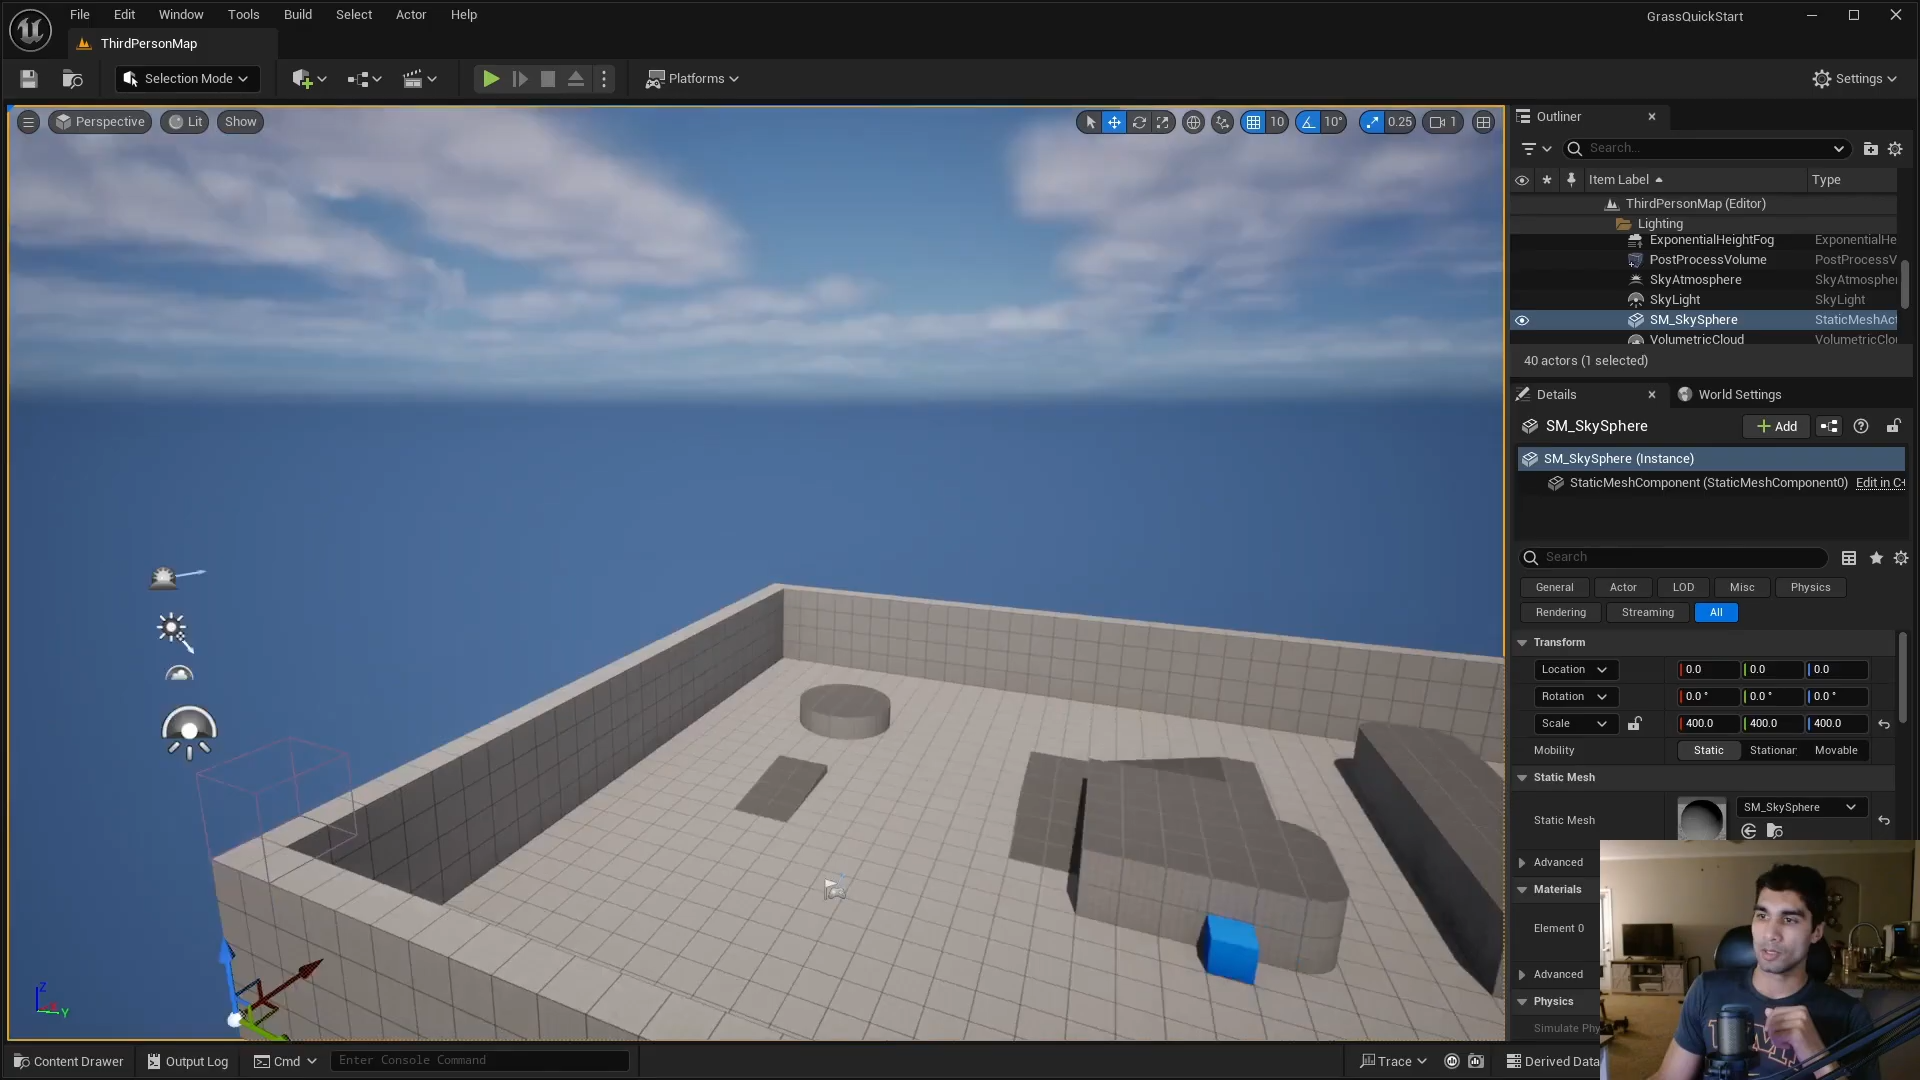 File Edit Window Tools Build Select Actor Help
GrassQuickStart
ThirdPersonMap
Selection Mode
Platforms
Settings
Perspective
Lit
Show
10
10°
0.25
1
Outliner
Search...
Item Label
Type
ThirdPersonMap (Editor)
Lighting
ExponentialHeightFog ExponentialHe
PostProcessVolume PostProcessV
SkyAtmosphere SkyAtmospher
SkyLight SkyLight
SM_SkySphere StaticMeshAct
VolumetricCloud VolumetricClou
40 actors (1 selected)
Details
World Settings
SM_SkySphere
Add
SM_SkySphere (Instance)
StaticMeshComponent (StaticMeshComponent0) Edit in C+
Search
General Actor LOD Misc Physics
Rendering Streaming All
Transform
Location 0.0 0.0 0.0
Rotation 0.0 ° 0.0 ° 0.0 °
Scale 400.0 400.0 400.0
Mobility Static Stationar Movable
Static Mesh
Static Mesh SM_SkySphere
Advanced
Materials
Element 0
Advanced
Physics
Simulate Phy
Z
Y
Content Drawer
Output Log
Cmd
Enter Console Command
Trace
Derived Data